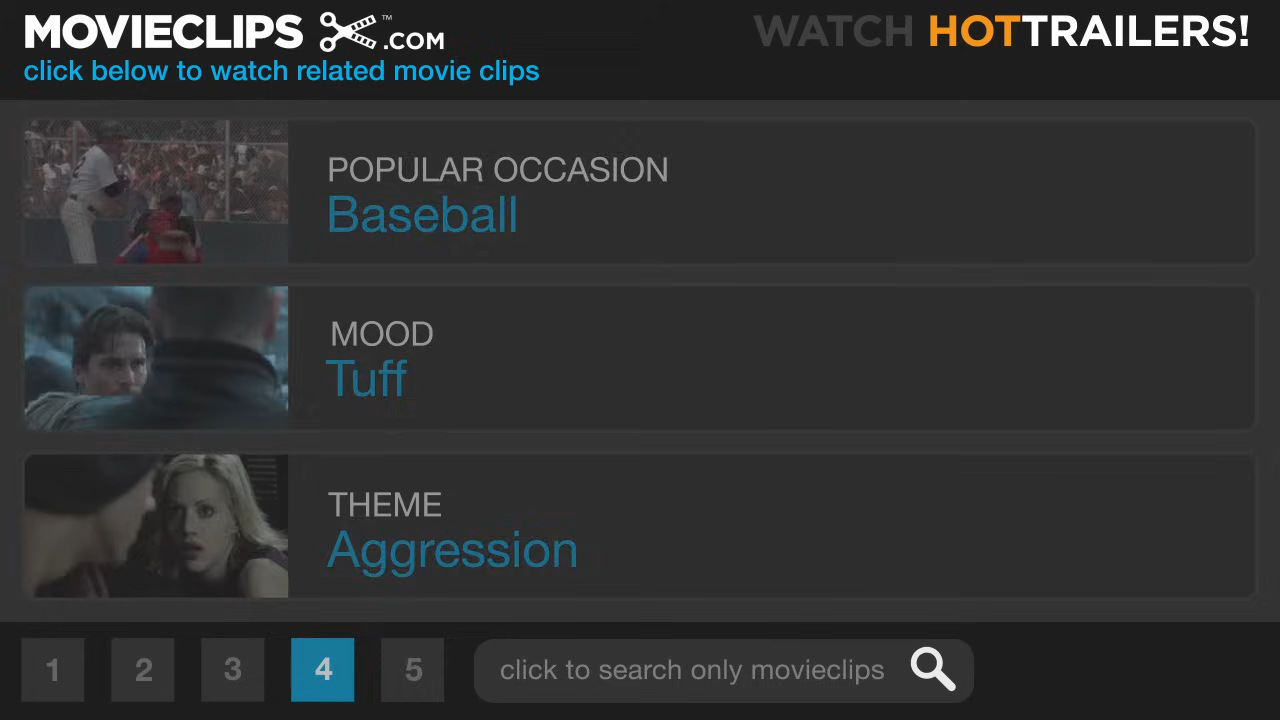 MOVIECLIPS ™.COM
WATCH HOTTRAILERS!
click below to watch related movie clips
POPULAR OCCASION
Baseball
MOOD
Tuff
THEME
Aggression
1 2 3 4 5 click to search only movieclips